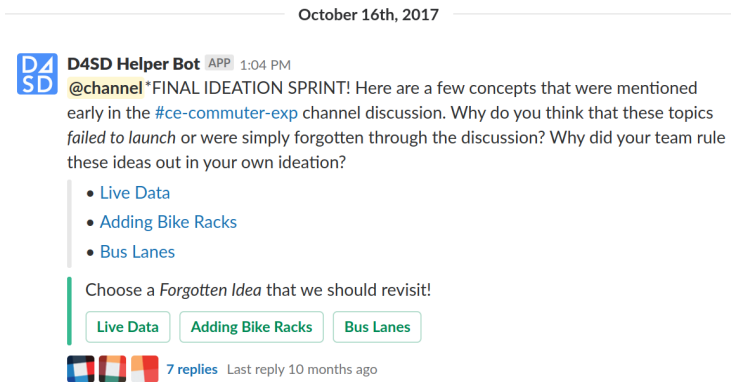 October 16th, 2017
D4SD
D4SD Helper Bot APP 1:04 PM
@channel *FINAL IDEATION SPRINT! Here are a few concepts that were mentioned
early in the #ce-commuter-exp channel discussion. Why do you think that these topics
failed to launch or were simply forgotten through the discussion? Why did your team rule
these ideas out in your own ideation?
• Live Data
• Adding Bike Racks
• Bus Lanes
Choose a Forgotten Idea that we should revisit!
Live Data Adding Bike Racks Bus Lanes
7 replies Last reply 10 months ago